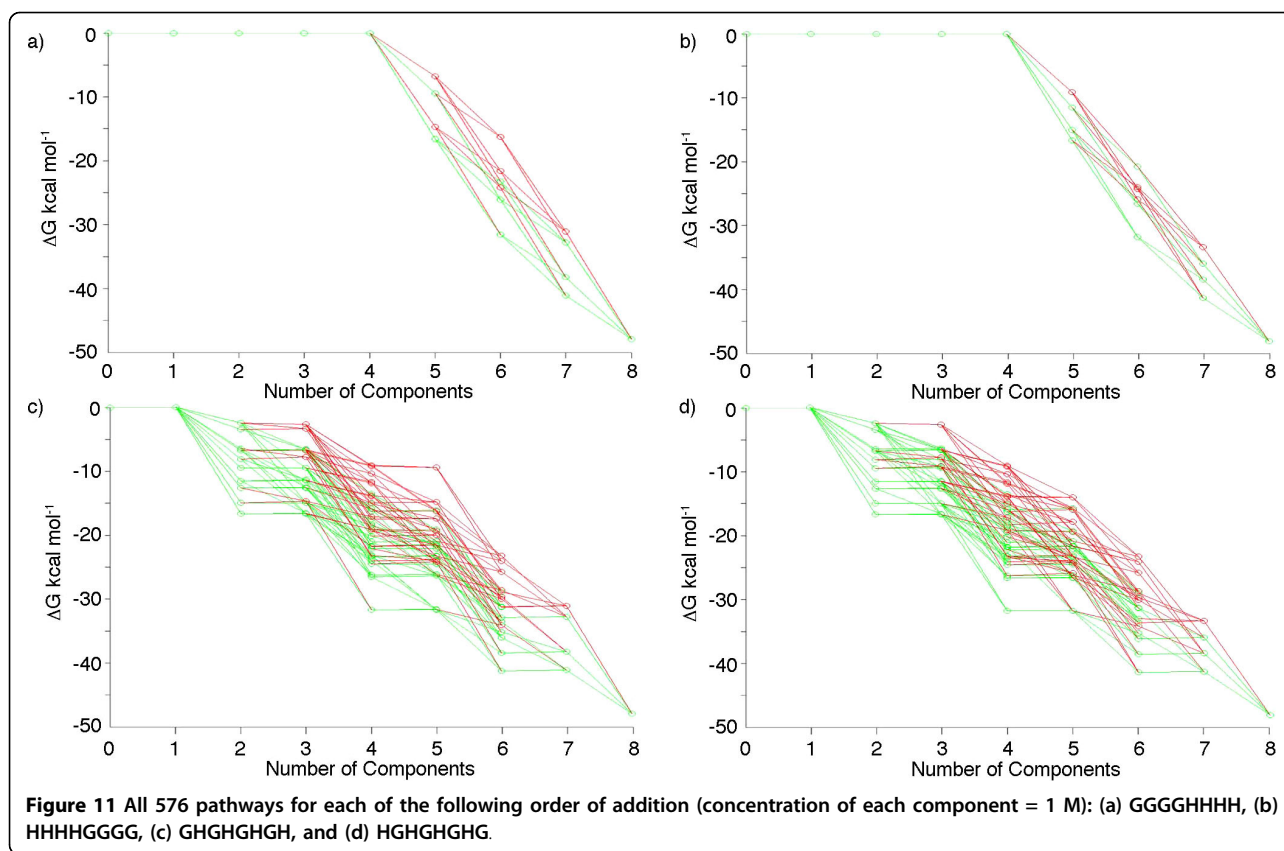 a)
0
-10
-20
-30
-40
-50
ΔG kcal mol⁻¹
0 1 2 3 4 5 6 7 8
Number of Components
b)
0
-10
-20
-30
-40
-50
ΔG kcal mol⁻¹
0 1 2 3 4 5 6 7 8
Number of Components
c)
0
-10
-20
-30
-40
-50
ΔG kcal mol⁻¹
0 1 2 3 4 5 6 7 8
Number of Components
d)
0
-10
-20
-30
-40
-50
ΔG kcal mol⁻¹
0 1 2 3 4 5 6 7 8
Number of Components
Figure 11 All 576 pathways for each of the following order of addition (concentration of each component = 1 M): (a) GGGGHHHH, (b)
HHHHGGGG, (c) GHGHGHGH, and (d) HGHGHGHG.